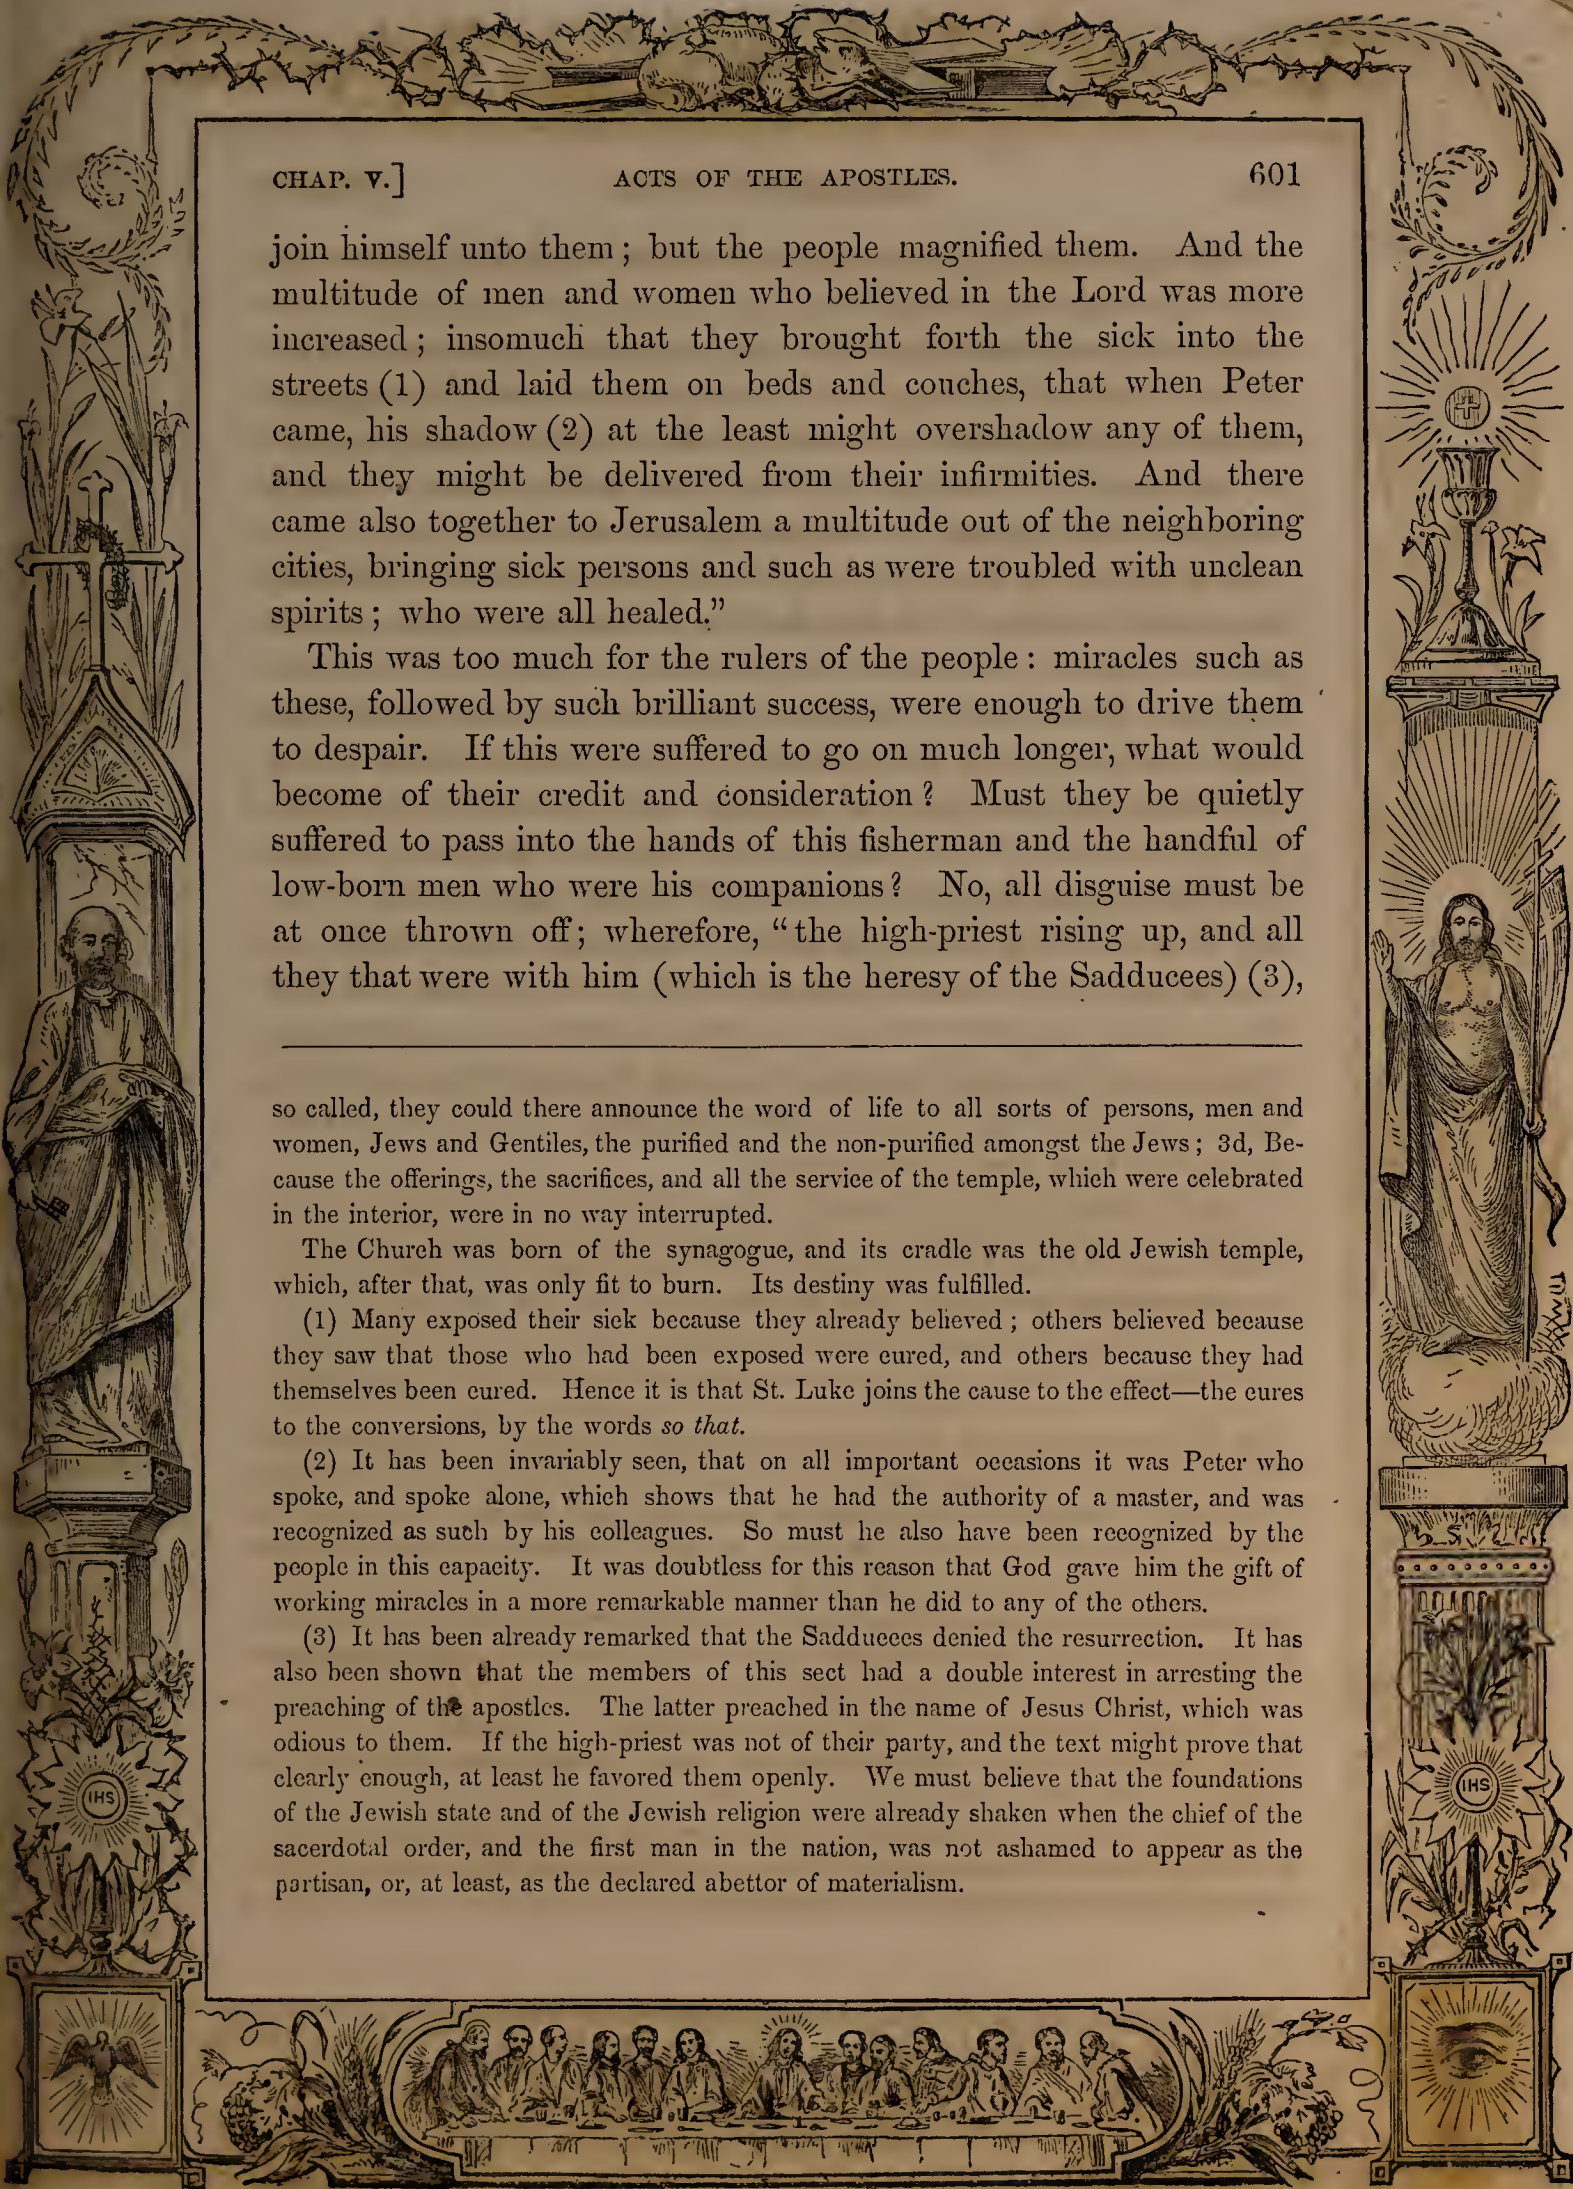 CHAP. V.] ACTS OF THE APOSTLES. 601
join himself unto them ; but the people magnified them. And the
multitude of men and women who believed in the Lord was more
increased ; insomuch that they brought forth the sick into the
streets (1) and laid them on beds and couches, that when Peter
came, his shadow (2) at the least might overshadow any of them,
and they might be delivered from their infirmities. And there
came also together to Jerusalem a multitude out of the neighboring
cities, bringing sick persons and such as were troubled with unclean
spirits ; who were all healed.”
This was too much for the rulers of the people : miracles such as
these, followed by such brilliant success, were enough to drive them
to despair. If this were suffered to go on much longer, what would
become of their credit and consideration ? Must they be quietly
suffered to pass into the hands of this fisherman and the handful of
low-born men who were his companions ? No, all disguise must be
at once thrown off ; wherefore, “ the high-priest rising up, and all
they that were with him (which is the heresy of the Sadducees) (3),
so called, they could there announce the word of life to all sorts of persons, men and
women, Jews and Gentiles, the purified and the non-purified amongst the Jews ; 3d, Be-
cause the offerings, the sacrifices, and all the service of the temple, which were celebrated
in the interior, were in no way interrupted.
The Church was born of the synagogue, and its cradle was the old Jewish temple,
which, after that, was only fit to burn. Its destiny was fulfilled.
(1) Many exposed their sick because they already believed ; others believed because
they saw that those who had been exposed were cured, and others because they had
themselves been cured. Hence it is that St. Luke joins the cause to the effect—the cures
to the conversions, by the words so that.
(2) It has been invariably seen, that on all important occasions it was Peter who
spoke, and spoke alone, which shows that he had the authority of a master, and was
recognized as such by his colleagues. So must he also have been recognized by the
people in this capacity. It was doubtless for this reason that God gave him the gift of
working miracles in a more remarkable manner than he did to any of the others.
(3) It has been already remarked that the Sadducees denied the resurrection. It has
also been shown that the members of this sect had a double interest in arresting the
preaching of the apostles. The latter preached in the name of Jesus Christ, which was
odious to them. If the high-priest was not of their party, and the text might prove that
clearly enough, at least he favored them openly. We must believe that the foundations
of the Jewish state and of the Jewish religion were already shaken when the chief of the
sacerdotal order, and the first man in the nation, was not ashamed to appear as the
partisan, or, at least, as the declared abettor of materialism.
IHS
IHS